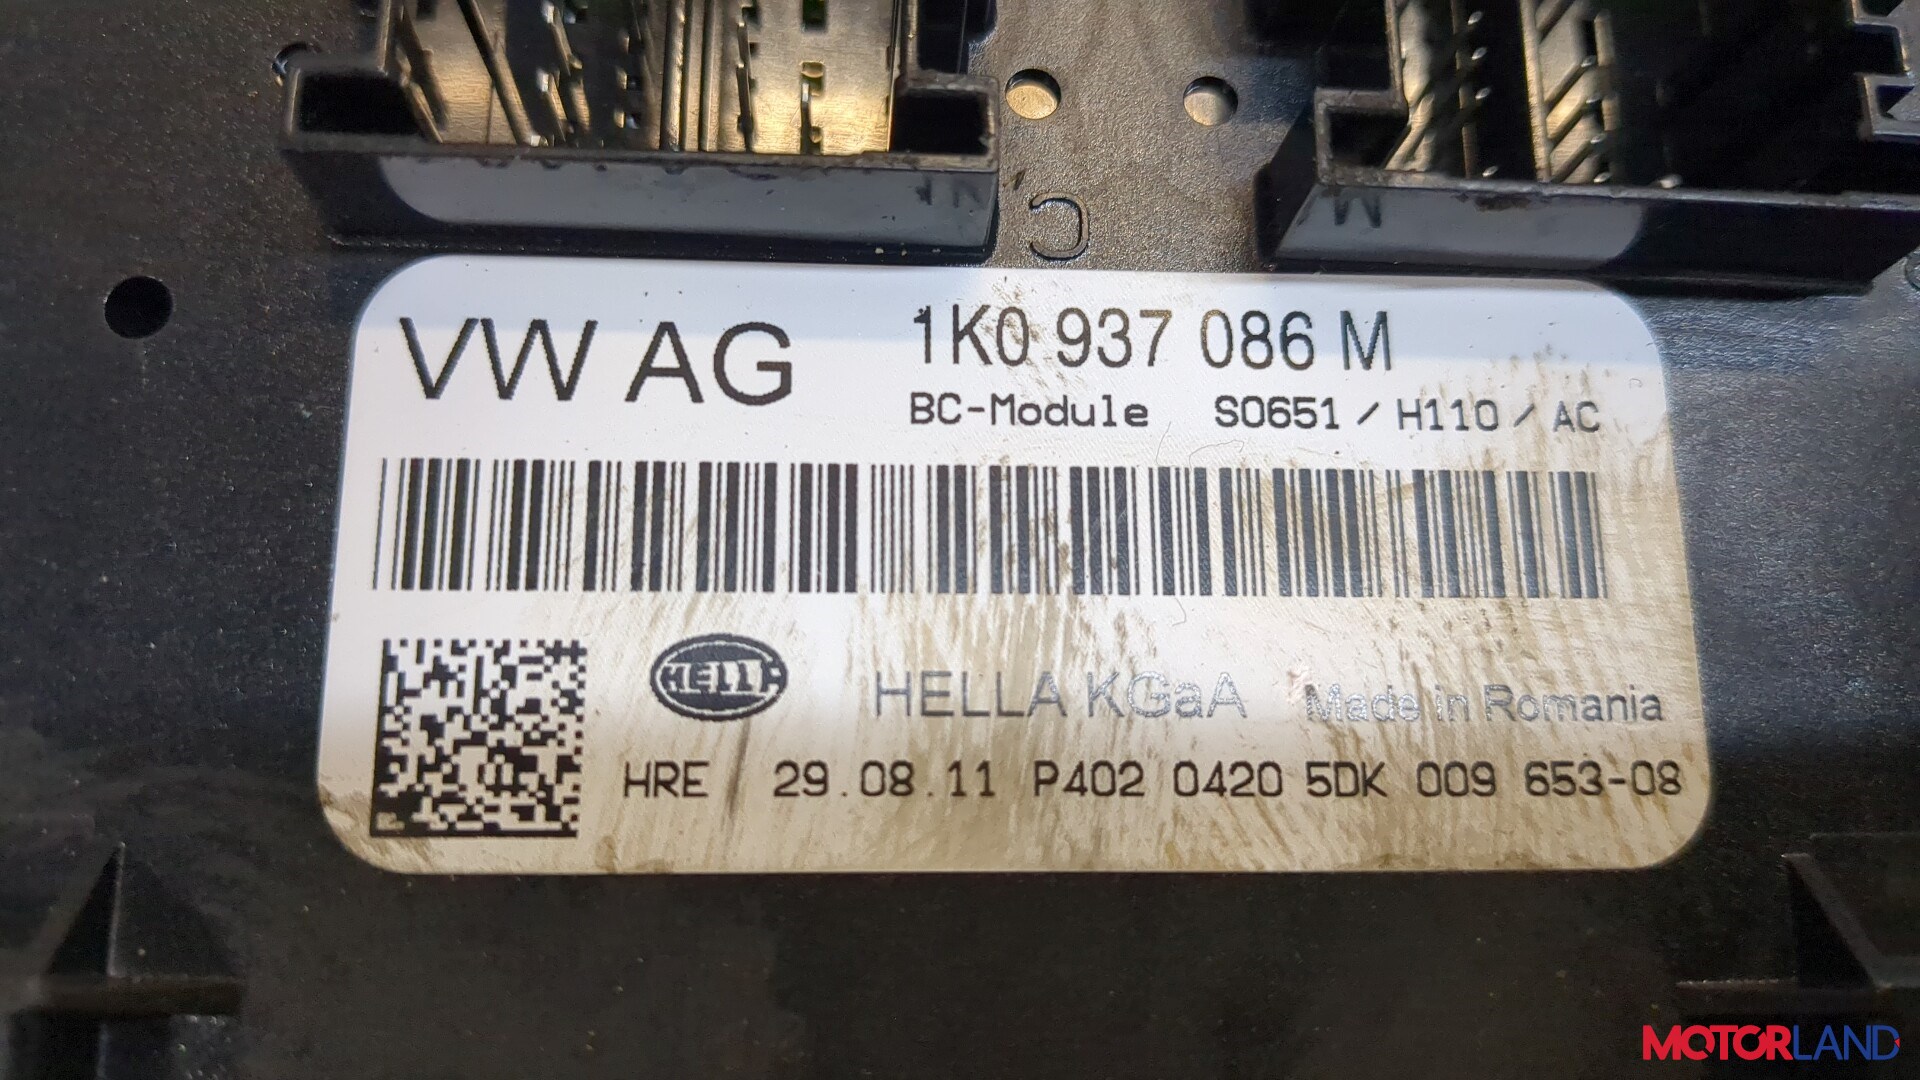 VW AG 1K0 937 086 M
BC-Module S0651 / H110 / AC
HELLA HELLA KGaA Made in Romania
HRE 29.08.11 P402 0420 5DK 009 653-08
MOTORLAND